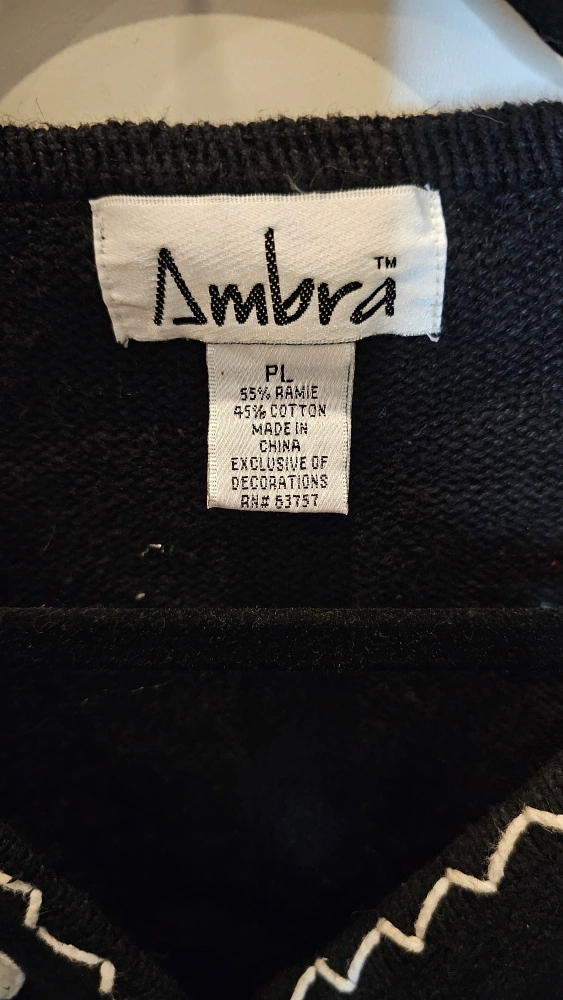 Ambra™
PL
55% RAMIE
45% COTTON
MADE IN
CHINA
EXCLUSIVE OF
DECORATIONS
RN# 63757